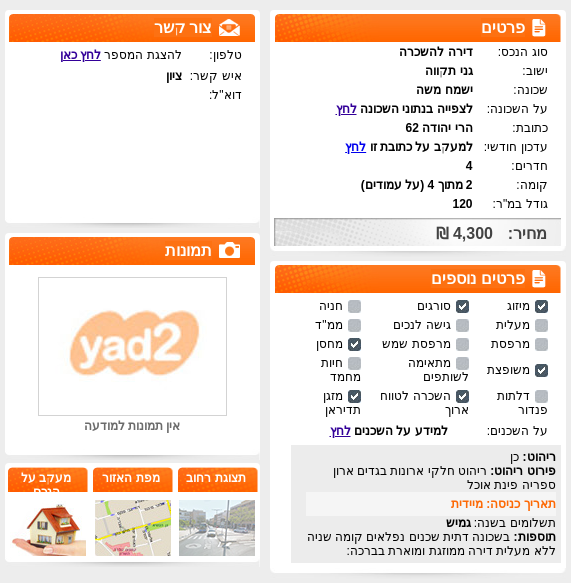 פרטים
סוג הנכס: דירה להשכרה
ישוב: גני תקווה
שכונה: ישמח משה
על השכונה: לצפייה בנתוני השכונה לחץ
כתובת: הרי יהודה 62
עדכון חודשי: למעקב על כתובת זו לחץ
חדרים: 4
קומה: 2 מתוך 4 (על עמודים)
גודל במ"ר: 120
מחיר: 4,300 ₪
פרטים נוספים
מיזוג סורגים חניה
מעלית גישה לנכים ממ"ד
מרפסת מרפסת שמש מחסן
משופצת מתאימה לשותפים חיות מחמד
דלתות פנדור השכרה לטווח ארוך מזגן תדיראן
על השכנים: למידע על השכנים לחץ
ריהוט: כן
פירוט ריהוט: ריהוט חלקי ארונות בגדים ארון
ספריה פינת אוכל
תאריך כניסה: מיידית
תשלומים בשנה: גמיש
תוספות: בשכונה דתית שכנים נפלאים קומה שניה
ללא מעלית דירה ממוזגת ומוארת בברכה:
צור קשר
טלפון: להצגת המספר לחץ כאן
איש קשר: ציון
דוא"ל:
תמונות
yad2
אין תמונות למודעה
תצוגת רחוב
מפת האזור
מעקב על
הנכס